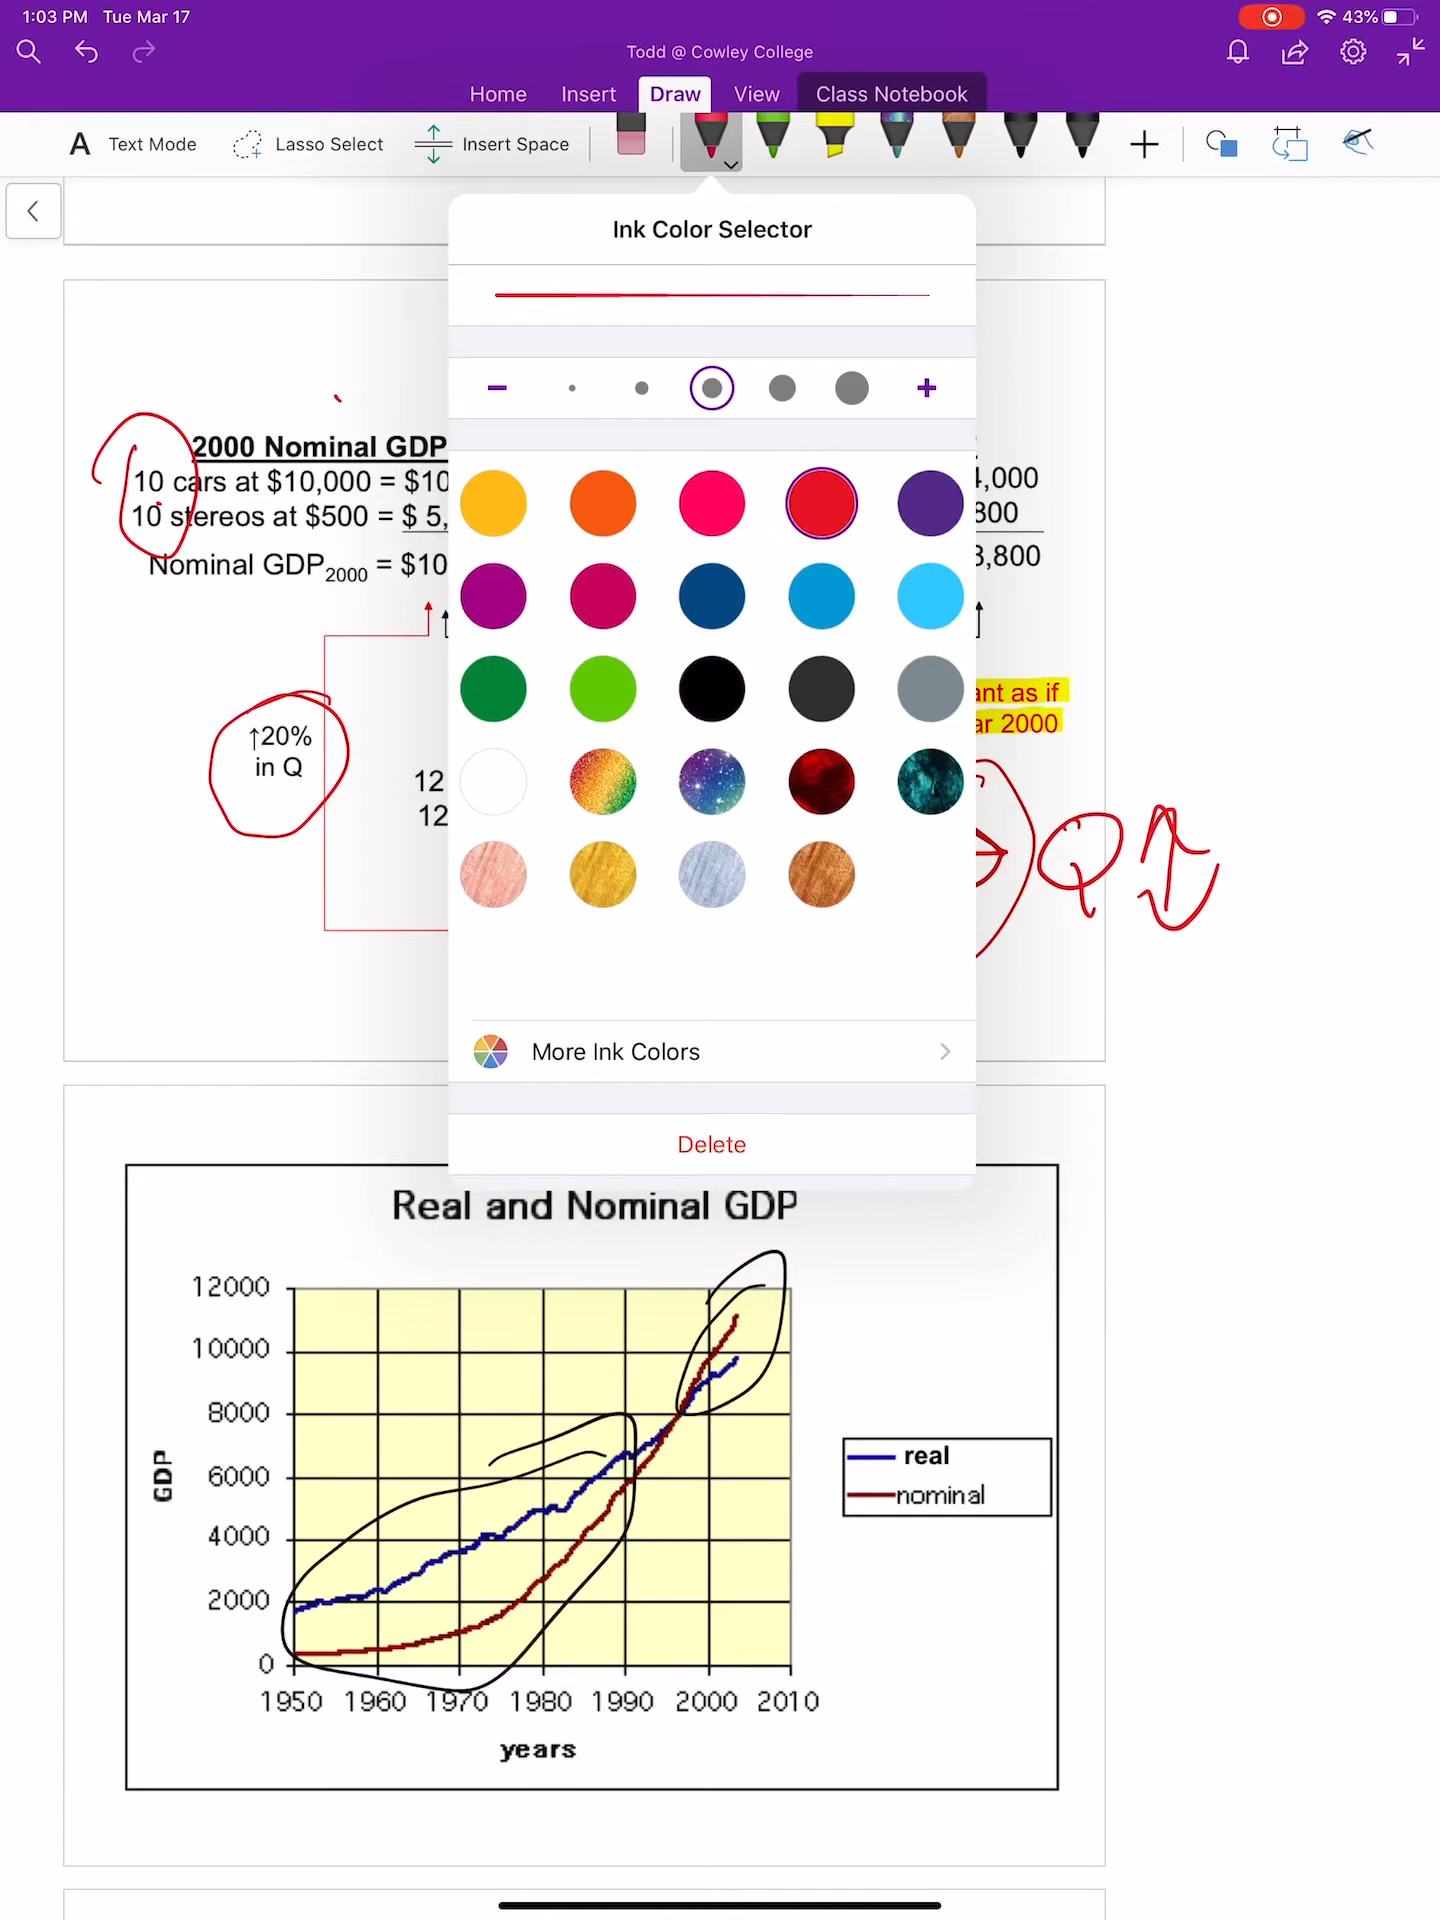 1:03 PM Tue Mar 17
43%
Todd @ Cowley College
Home Insert Draw View Class Notebook
A Text Mode Lasso Select Insert Space
Ink Color Selector
2000 Nominal GDP
10 cars at $10,000 = $10
10 stereos at $500 = $ 5,
Nominal GDP2000 = $10
,000
800
,800
↑20%
in Q
12
12
ant as if
ar 2000
Q
More Ink Colors
Delete
Real and Nominal GDP
12000
10000
8000
6000
4000
2000
0
GDP
1950 1960 1970 1980 1990 2000 2010
years
real
nominal